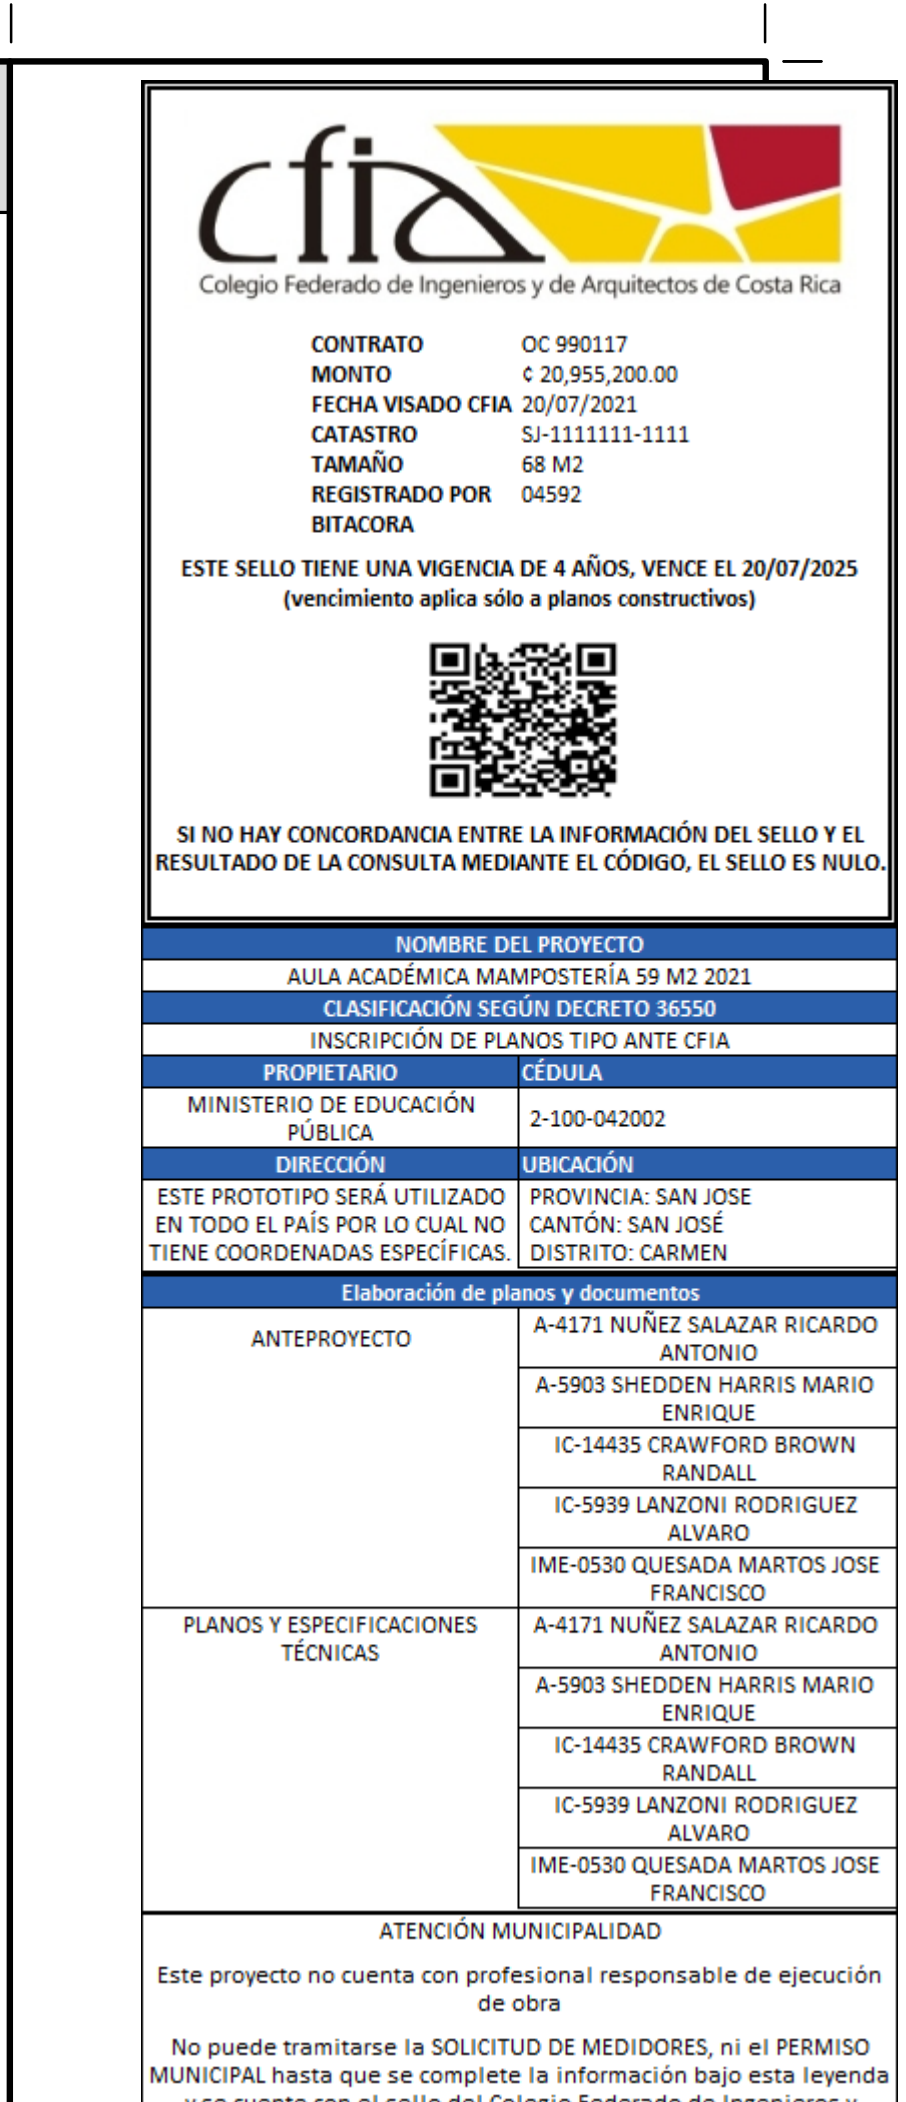 cfia
Colegio Federado de Ingenieros y de Arquitectos de Costa Rica
CONTRATO OC 990117
MONTO ¢ 20,955,200.00
FECHA VISADO CFIA 20/07/2021
CATASTRO SJ-1111111-1111
TAMAÑO 68 M2
REGISTRADO POR 04592
BITACORA
ESTE SELLO TIENE UNA VIGENCIA DE 4 AÑOS, VENCE EL 20/07/2025
(vencimiento aplica sólo a planos constructivos)
SI NO HAY CONCORDANCIA ENTRE LA INFORMACIÓN DEL SELLO Y EL
RESULTADO DE LA CONSULTA MEDIANTE EL CÓDIGO, EL SELLO ES NULO.
NOMBRE DEL PROYECTO
AULA ACADÉMICA MAMPOSTERÍA 59 M2 2021
CLASIFICACIÓN SEGÚN DECRETO 36550
INSCRIPCIÓN DE PLANOS TIPO ANTE CFIA
PROPIETARIO CÉDULA
MINISTERIO DE EDUCACIÓN
PÚBLICA
2-100-042002
DIRECCIÓN UBICACIÓN
ESTE PROTOTIPO SERÁ UTILIZADO
EN TODO EL PAÍS POR LO CUAL NO
TIENE COORDENADAS ESPECÍFICAS.
PROVINCIA: SAN JOSE
CANTÓN: SAN JOSÉ
DISTRITO: CARMEN
Elaboración de planos y documentos
ANTEPROYECTO
A-4171 NUÑEZ SALAZAR RICARDO
ANTONIO
A-5903 SHEDDEN HARRIS MARIO
ENRIQUE
IC-14435 CRAWFORD BROWN
RANDALL
IC-5939 LANZONI RODRIGUEZ
ALVARO
IME-0530 QUESADA MARTOS JOSE
FRANCISCO
PLANOS Y ESPECIFICACIONES
TÉCNICAS
A-4171 NUÑEZ SALAZAR RICARDO
ANTONIO
A-5903 SHEDDEN HARRIS MARIO
ENRIQUE
IC-14435 CRAWFORD BROWN
RANDALL
IC-5939 LANZONI RODRIGUEZ
ALVARO
IME-0530 QUESADA MARTOS JOSE
FRANCISCO
ATENCIÓN MUNICIPALIDAD
Este proyecto no cuenta con profesional responsable de ejecución
de obra
No puede tramitarse la SOLICITUD DE MEDIDORES, ni el PERMISO
MUNICIPAL hasta que se complete la información bajo esta leyenda
y se cuente con el sello del Colegio Federado de Ingenieros y